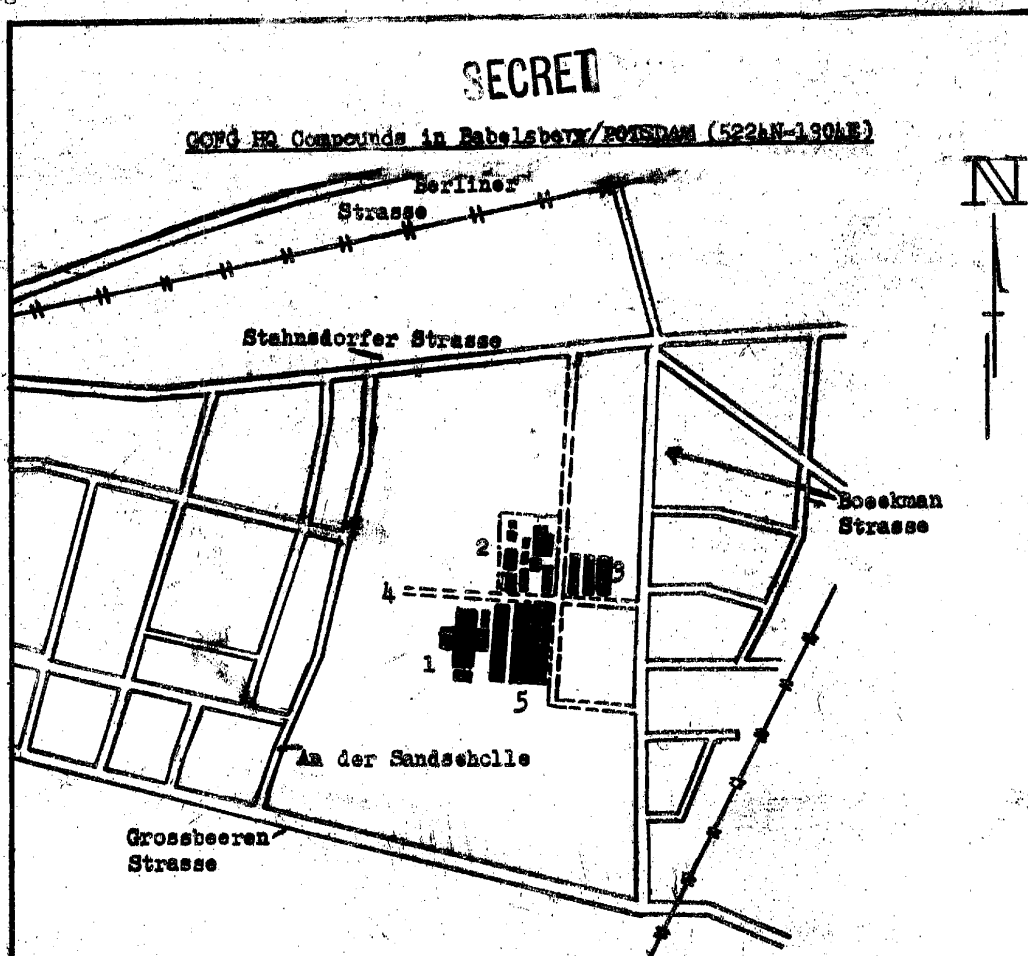 SECRET
GOFG HQ Compounds in Babelsberg/POTSDAM (5224N-1304E)
N
Berliner
Strasse
Stahnsdorfer Strasse
Boeckman
Strasse
2
3
4
1
5
An der Sandscholle
Grossbeeren
Strasse